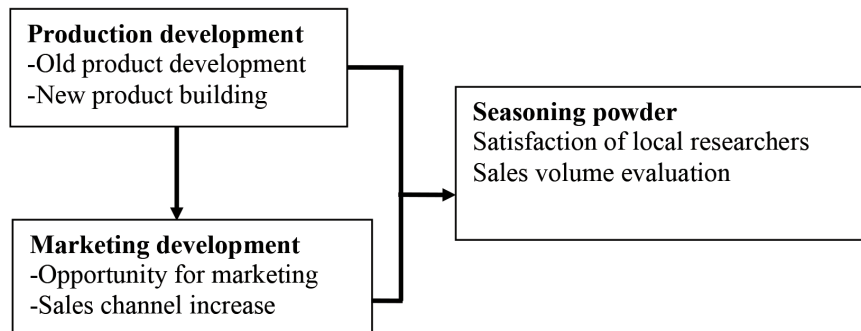 Production development
-Old product development
-New product building
Seasoning powder
Satisfaction of local researchers
Sales volume evaluation
Marketing development
-Opportunity for marketing
-Sales channel increase